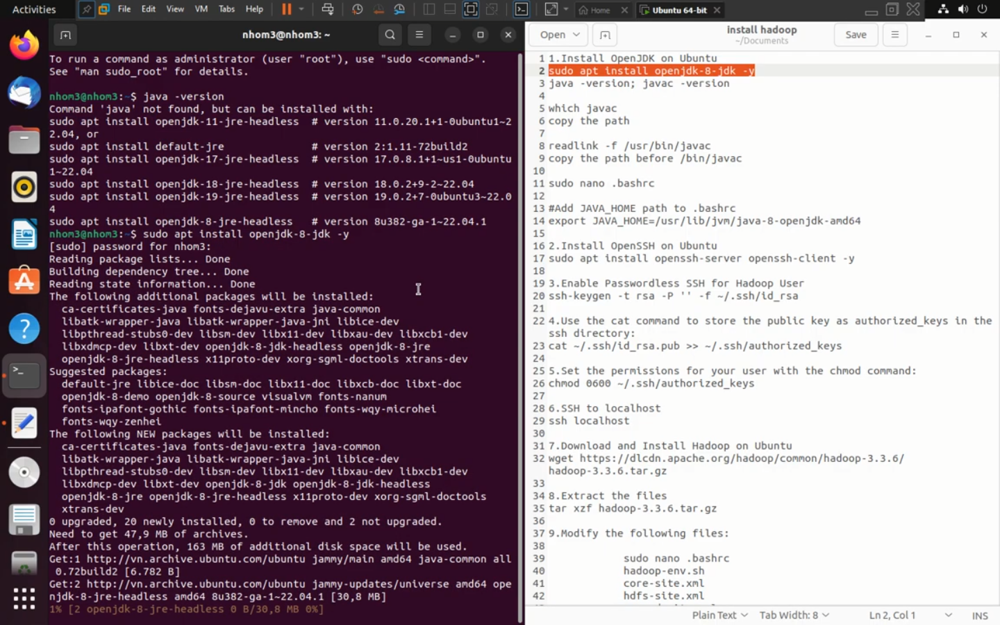 Activities File Edit View VM Tabs Help Home Ubuntu 64-bit
nhom3@nhom3: ~
To run a command as administrator (user "root"), use "sudo <command>".
See "man sudo_root" for details.
nhom3@nhom3:~$ java -version
Command 'java' not found, but can be installed with:
sudo apt install openjdk-11-jre-headless # version 11.0.20.1+1-0ubuntu1~2
2.04, or
sudo apt install default-jre # version 2:1.11-72build2
sudo apt install openjdk-17-jre-headless # version 17.0.8.1+1~us1-0ubuntu
1~22.04
sudo apt install openjdk-18-jre-headless # version 18.0.2+9-2~22.04
sudo apt install openjdk-19-jre-headless # version 19.0.2+7-0ubuntu3~22.0
4
sudo apt install openjdk-8-jre-headless # version 8u382-ga-1~22.04.1
nhom3@nhom3:~$ sudo apt install openjdk-8-jdk -y
[sudo] password for nhom3:
Reading package lists... Done
Building dependency tree... Done
Reading state information... Done
The following additional packages will be installed:
ca-certificates-java fonts-dejavu-extra java-common
libatk-wrapper-java libatk-wrapper-java-jni libice-dev
libpthread-stubs0-dev libsm-dev libx11-dev libxau-dev libxcb1-dev
libxdmcp-dev libxt-dev openjdk-8-jdk-headless openjdk-8-jre
openjdk-8-jre-headless x11proto-dev xorg-sgml-doctools xtrans-dev
Suggested packages:
default-jre libice-doc libsm-doc libx11-doc libxcb-doc libxt-doc
openjdk-8-demo openjdk-8-source visualvm fonts-nanum
fonts-ipafont-gothic fonts-ipafont-mincho fonts-wqy-microhei
fonts-wqy-zenhei
The following NEW packages will be installed:
ca-certificates-java fonts-dejavu-extra java-common
libatk-wrapper-java libatk-wrapper-java-jni libice-dev
libpthread-stubs0-dev libsm-dev libx11-dev libxau-dev libxcb1-dev
libxdmcp-dev libxt-dev openjdk-8-jdk openjdk-8-jdk-headless
openjdk-8-jre openjdk-8-jre-headless x11proto-dev xorg-sgml-doctools
xtrans-dev
0 upgraded, 20 newly installed, 0 to remove and 2 not upgraded.
Need to get 47,9 MB of archives.
After this operation, 163 MB of additional disk space will be used.
Get:1 http://vn.archive.ubuntu.com/ubuntu jammy/main amd64 java-common all
0.72build2 [6.782 B]
Get:2 http://vn.archive.ubuntu.com/ubuntu jammy-updates/universe amd64 ope
njdk-8-jre-headless amd64 8u382-ga-1~22.04.1 [30,8 MB]
1% [2 openjdk-8-jre-headless 0 B/30,8 MB 0%]
Open install hadoop Save
~/Documents
1 1.Install OpenJDK on Ubuntu
2 sudo apt install openjdk-8-jdk -y
3 java -version; javac -version
4
5 which javac
6 copy the path
7
8 readlink -f /usr/bin/javac
9 copy the path before /bin/javac
10
11 sudo nano .bashrc
12
13 #Add JAVA_HOME path to .bashrc
14 export JAVA_HOME=/usr/lib/jvm/java-8-openjdk-amd64
15
16 2.Install OpenSSH on Ubuntu
17 sudo apt install openssh-server openssh-client -y
18
19 3.Enable Passwordless SSH for Hadoop User
20 ssh-keygen -t rsa -P '' -f ~/.ssh/id_rsa
21
22 4.Use the cat command to store the public key as authorized_keys in the
ssh directory:
23 cat ~/.ssh/id_rsa.pub >> ~/.ssh/authorized_keys
24
25 5.Set the permissions for your user with the chmod command:
26 chmod 0600 ~/.ssh/authorized_keys
27
28 6.SSH to localhost
29 ssh localhost
30
31 7.Download and Install Hadoop on Ubuntu
32 wget https://dlcdn.apache.org/hadoop/common/hadoop-3.3.6/
hadoop-3.3.6.tar.gz
33
34 8.Extract the files
35 tar xzf hadoop-3.3.6.tar.gz
36
37 9.Modify the following files:
38
39 sudo nano .bashrc
40 hadoop-env.sh
41 core-site.xml
42 hdfs-site.xml
Plain Text Tab Width: 8 Ln 2, Col 1 INS